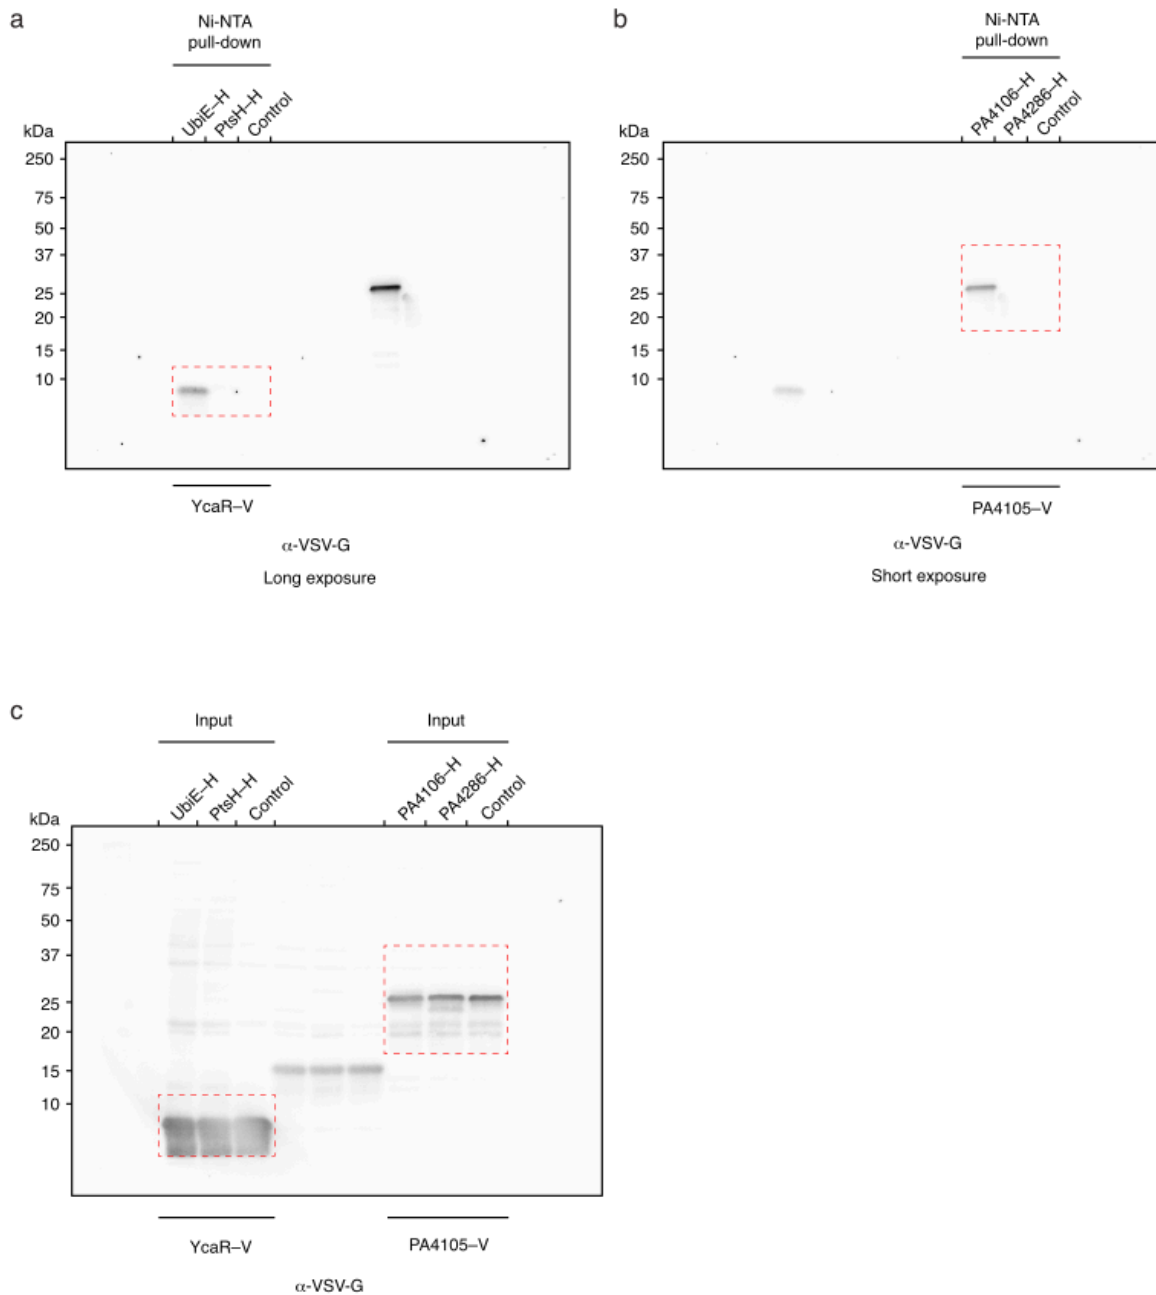 a
Ni-NTA
pull-down
UbiE–H
PtsH–H
Control
kDa
250
75
50
37
25
20
15
10
YcaR–V
α-VSV-G
Long exposure
b
Ni-NTA
pull-down
PA4106–H
PA4286–H
Control
kDa
250
75
50
37
25
20
15
10
PA4105–V
α-VSV-G
Short exposure
c
Input
Input
UbiE–H
PtsH–H
Control
PA4106–H
PA4286–H
Control
kDa
250
75
50
37
25
20
15
10
YcaR–V
PA4105–V
α-VSV-G